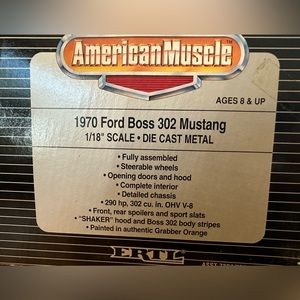 AmericanMuscle™
AGES 8 & UP
1970 Ford Boss 302 Mustang
1/18" SCALE • DIE CAST METAL
• Fully assembled
• Steerable wheels
• Opening doors and hood
• Complete interior
• Detailed chassis
• 290 hp, 302 cu. in. OHV V-8
• Front, rear spoilers and sport slats
• "SHAKER" hood and Boss 302 body stripes
• Painted in authentic Grabber Orange
ERTL